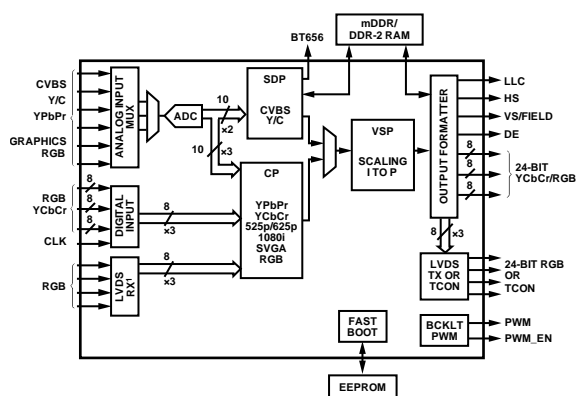 BT656
mDDR/
DDR-2 RAM
CVBS
Y/C
YPbPr
GRAPHICS
RGB
ANALOG INPUT
MUX
ADC
10
×2
10
×3
SDP
CVBS
Y/C
CP
YPbPr
YCbCr
525p/625p
1080i
SVGA
RGB
VSP
SCALING
I TO P
OUTPUT FORMATTER
LLC
HS
VS/FIELD
DE
8
8
8
24-BIT
YCbCr/RGB
8
RGB
8
YCbCr
8
CLK
DIGITAL
INPUT
8
×3
RGB
LVDS
RX1
8
×3
8
×3
LVDS
TX OR
TCON
24-BIT RGB
OR
TCON
FAST
BOOT
BCKLT
PWM
PWM
PWM_EN
EEPROM